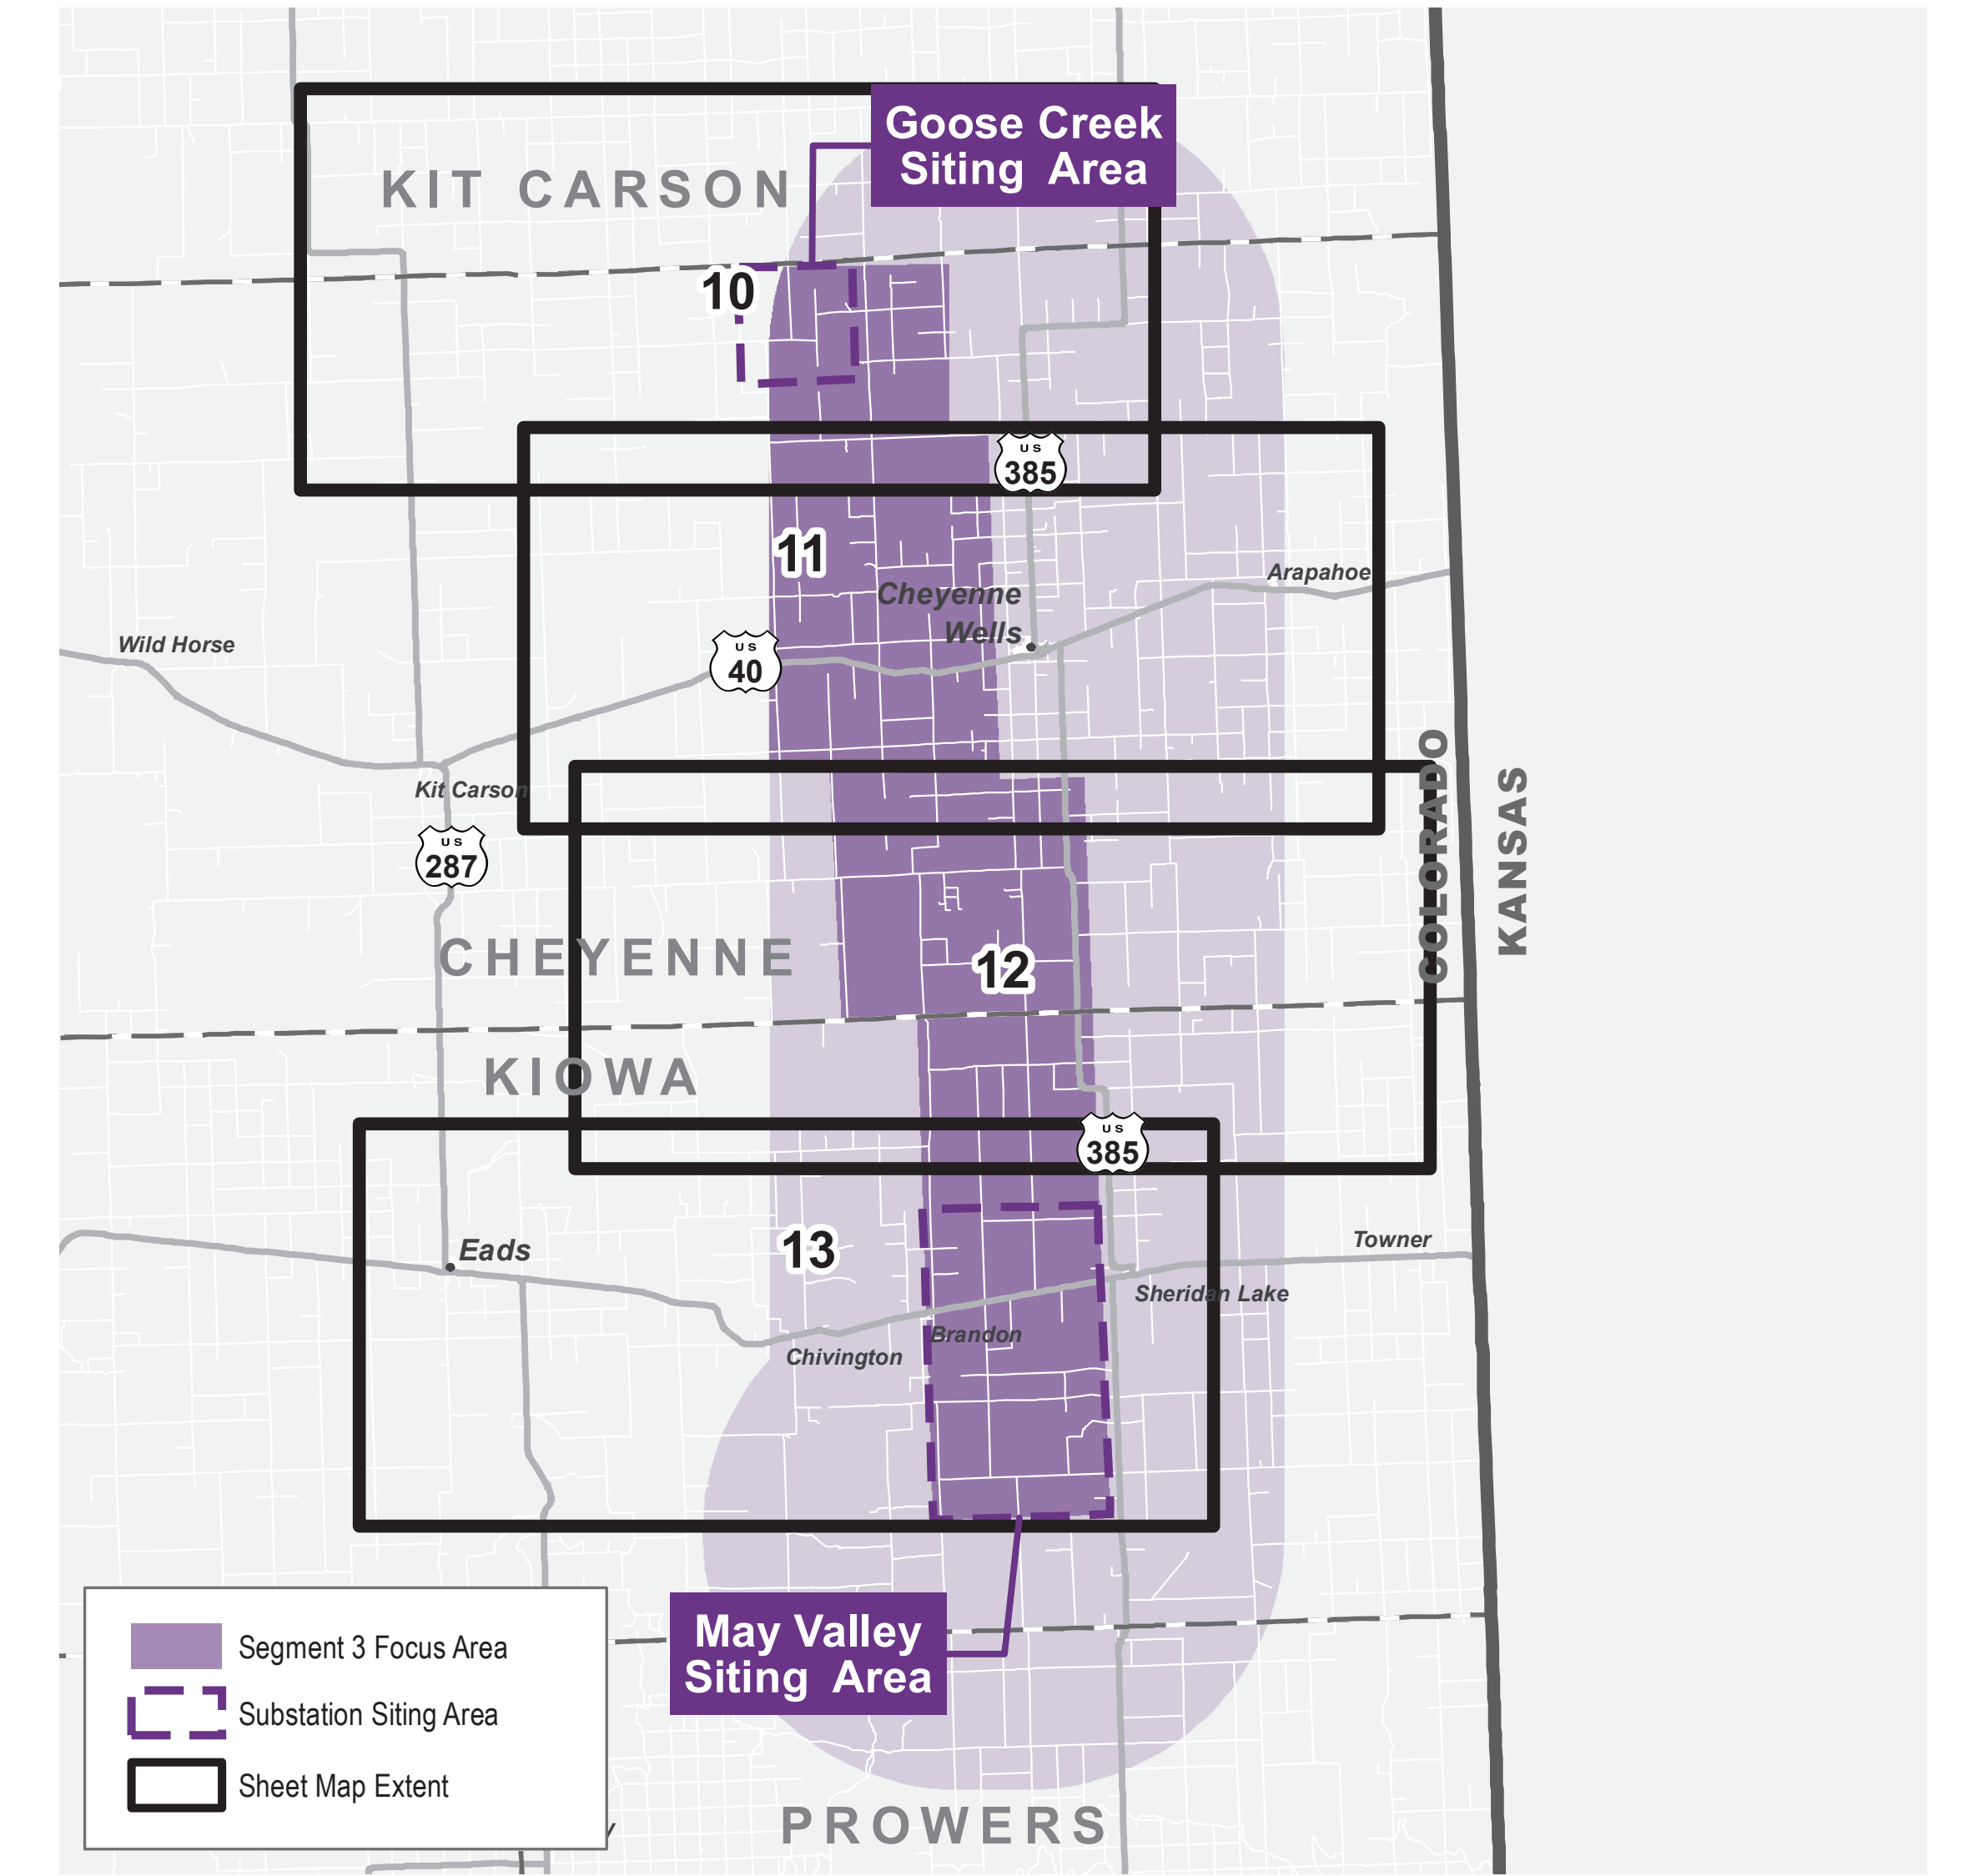 Goose Creek
Siting Area
KIT CARSON
10
US
385
11
Arapahoe
Cheyenne
Wells
Wild Horse
US
40
Kit Carson
COLORADO
KANSAS
US
287
CHEYENNE
12
KIOWA
US
385
13
Eads
Towner
Sheridan Lake
Brandon
Chivington
May Valley
Siting Area
Segment 3 Focus Area
Substation Siting Area
Sheet Map Extent
PROWERS